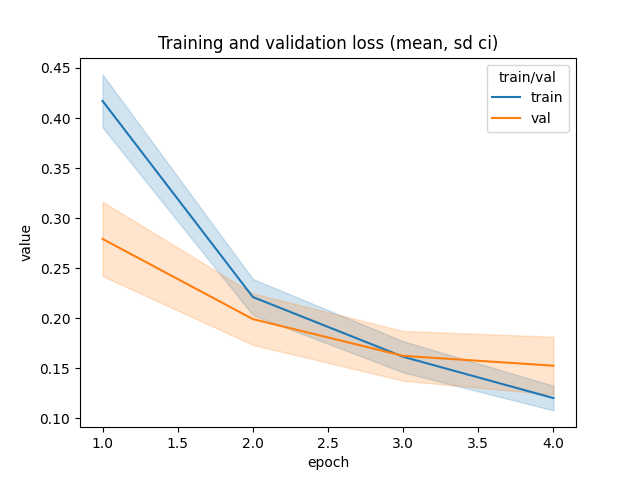 Training and validation loss (mean, sd ci)
train/val
train
val
value
0.45
0.40
0.35
0.30
0.25
0.20
0.15
0.10
1.0 1.5 2.0 2.5 3.0 3.5 4.0
epoch